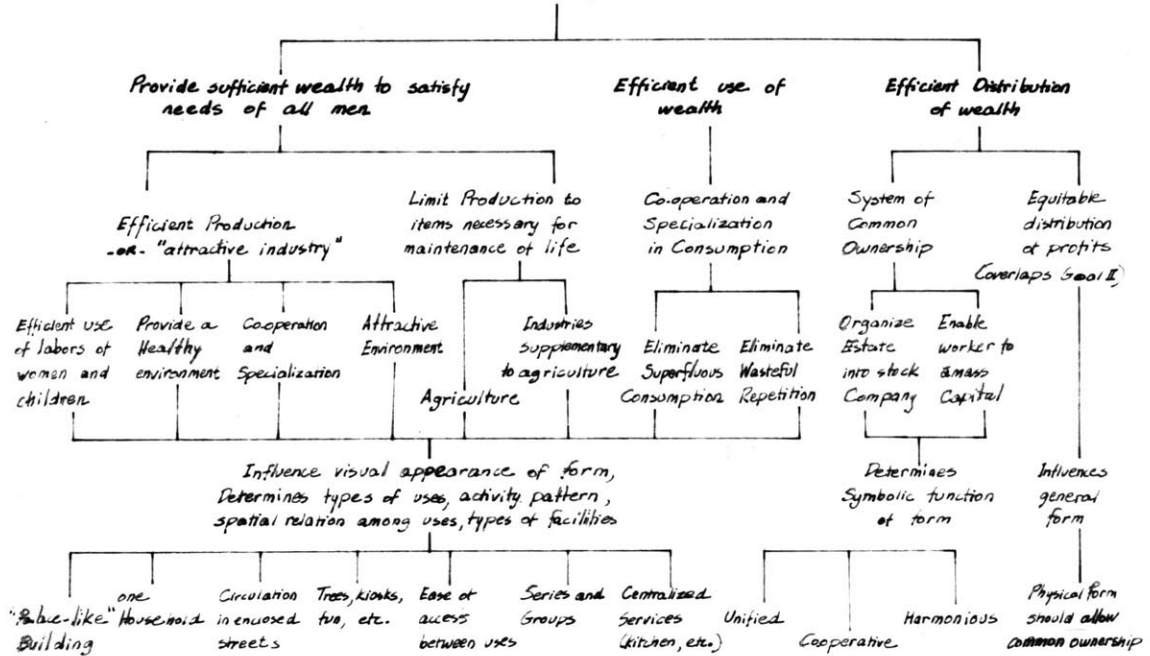 Provide sufficient wealth to satisfy
needs of all men
Efficient use of
wealth
Efficient Distribution
of wealth
Efficient Production
-OR- "attractive industry"
Limit Production to
items necessary for
maintenance of life
Co-operation and
Specialization
in Consumption
System of
Common
Ownership
Equitable
distribution
of profits
(overlaps Goal II)
Efficient use
of labors of
women and
children
Provide a
Healthy
environment
Co-operation
and
Specialization
Attractive
Environment
Agriculture
Industries
supplementary
to agriculture
Eliminate
Superfluous
Consumption
Eliminate
Wasteful
Repetition
Organize
Estate
into stock
Company
Enable
worker to
amass
Capital
Influence visual appearance of form,
Determines types of uses, activity pattern,
spatial relation among uses, types of facilities
Determines
Symbolic function
of form
Influences
general
form
"Palace-like"
Building
one
Household
Circulation
in enclosed
streets
Trees, kiosks,
etc.
Ease of
access
between uses
Series and
Groups
Centralized
Services
(kitchen, etc.)
Unified
Cooperative
Harmonious
Physical form
should allow
common ownership